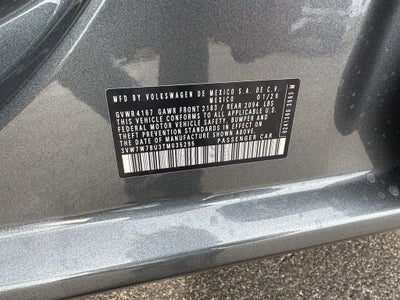 MFD BY VOLKSWAGEN DE MEXICO S.A. DE C.V.
MEXICO 01/26
GVWR 4167 GAWR FRONT 2183 / REAR 2094 LBS
THIS VEHICLE CONFORMS TO ALL APPLICABLE
FEDERAL MOTOR VEHICLE SAFETY, BUMPER AND
THEFT PREVENTION STANDARDS IN EFFECT ON
THE DATE OF MANUFACTURE SHOWN ABOVE.
3VW7W7BU3TM035295 PASSENGER CAR